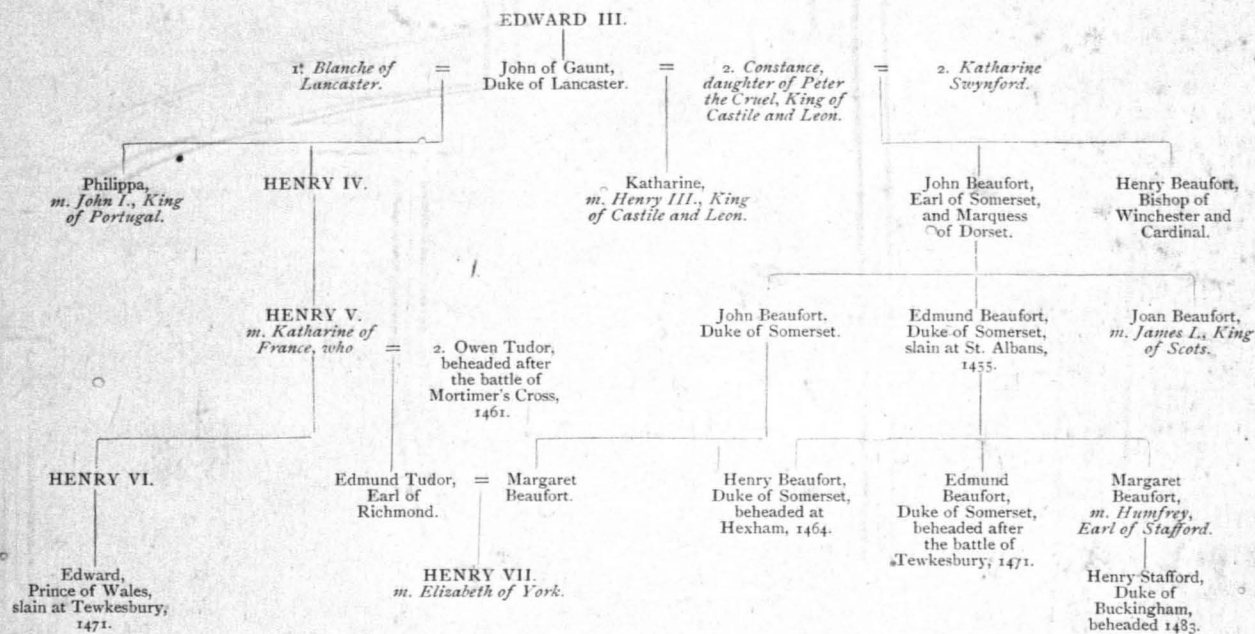 EDWARD III.
1. Blanche of
Lancaster.
=
John of Gaunt,
Duke of Lancaster.
=
2. Constance,
daughter of Peter
the Cruel, King of
Castile and Leon.
=
2. Katharine
Swynford.
Philippa,
m. John I., King
of Portugal.
HENRY IV.
Katharine,
m. Henry III., King
of Castile and Leon.
John Beaufort,
Earl of Somerset,
and Marquess
of Dorset.
Henry Beaufort,
Bishop of
Winchester and
Cardinal.
HENRY V.
m. Katharine of
France, who
=
2. Owen Tudor,
beheaded after
the battle of
Mortimer's Cross,
1461.
John Beaufort,
Duke of Somerset.
Edmund Beaufort,
Duke of Somerset,
slain at St. Albans,
1455.
Joan Beaufort,
m. James I., King
of Scots.
HENRY VI.
Edmund Tudor,
Earl of
Richmond.
=
Margaret
Beaufort.
Henry Beaufort,
Duke of Somerset,
beheaded at
Hexham, 1464.
Edmund
Beaufort,
Duke of Somerset,
beheaded after
the battle of
Tewkesbury, 1471.
Margaret
Beaufort,
m. Humfrey,
Earl of Stafford.
Edward,
Prince of Wales,
slain at Tewkesbury,
1471.
HENRY VII.
m. Elizabeth of York.
Henry Stafford,
Duke of
Buckingham,
beheaded 1483.